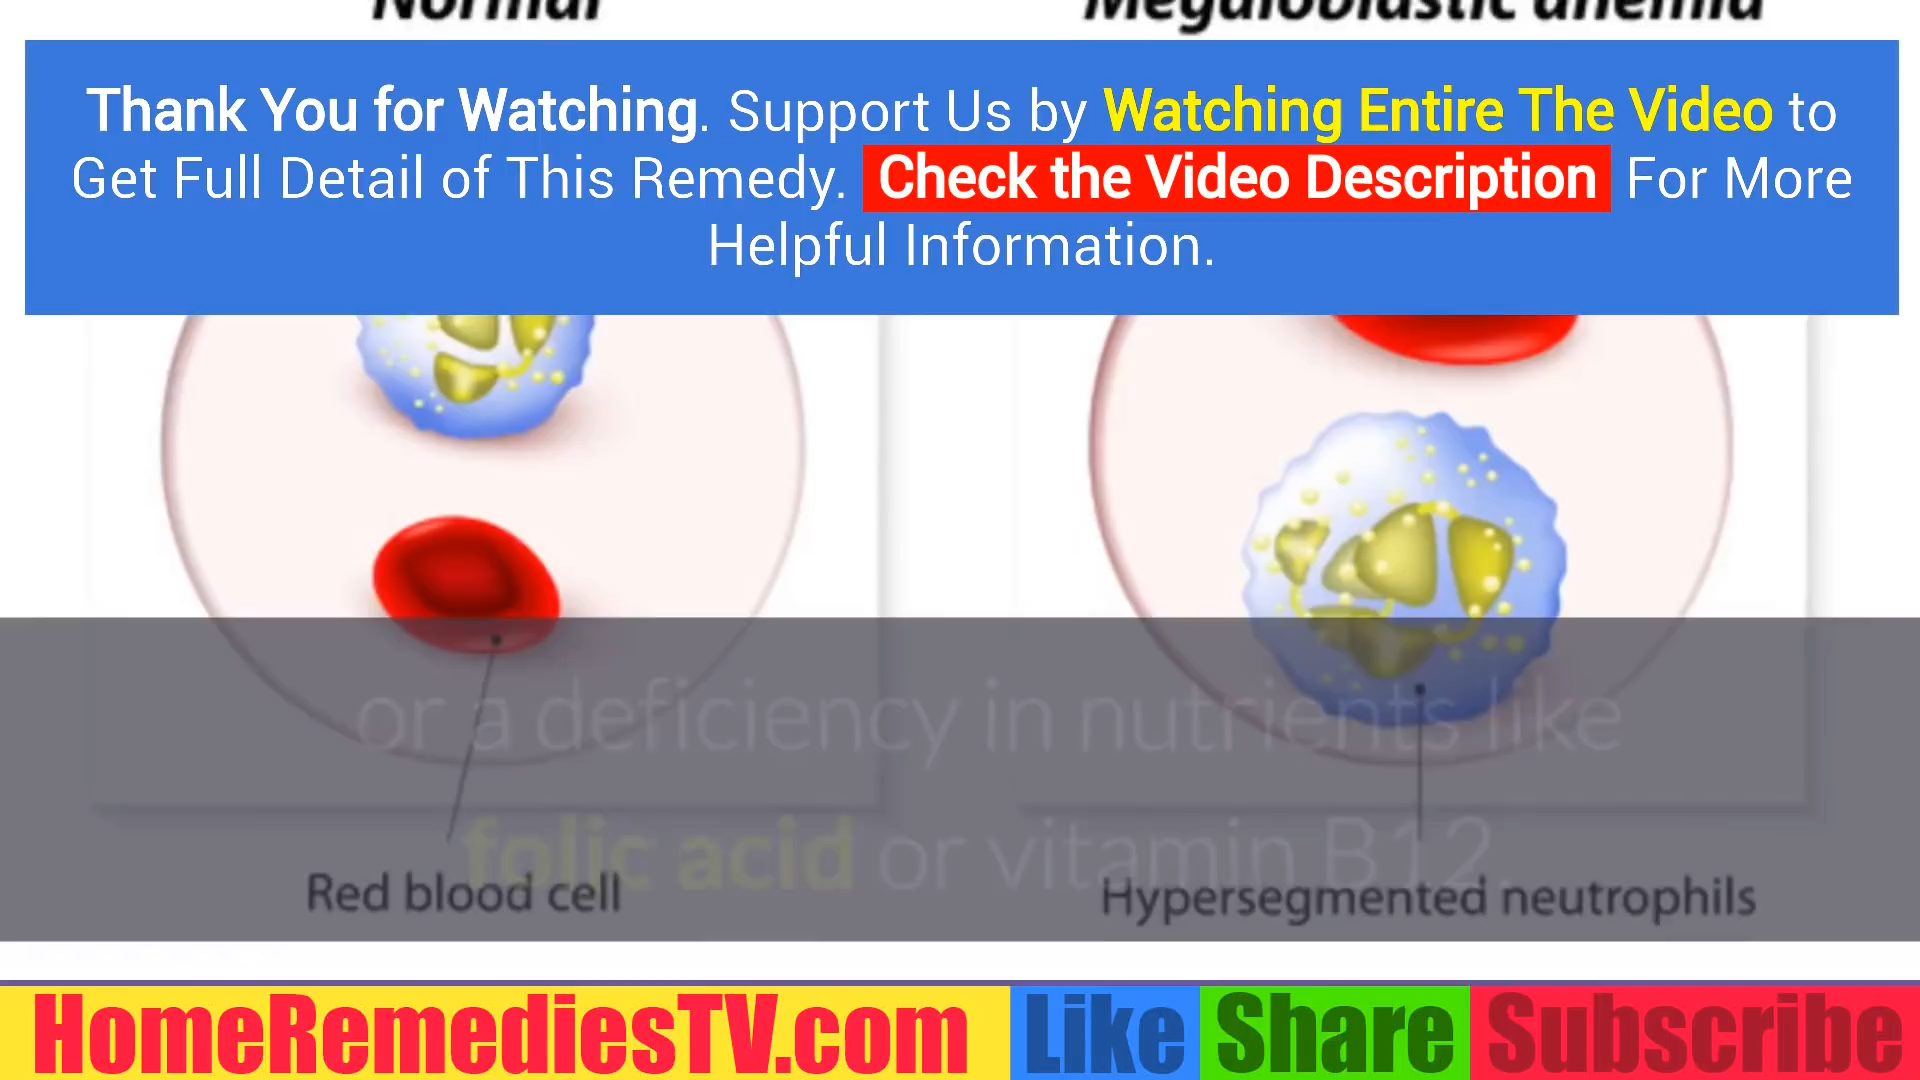 Normal
Megaloblastic anemia
Thank You for Watching. Support Us by Watching Entire The Video to
Get Full Detail of This Remedy. Check the Video Description For More
Helpful Information.
or a deficiency in nutrients like
folic acid or vitamin B12.
Red blood cell
Hypersegmented neutrophils
HomeRemediesTV.com Like Share Subscribe